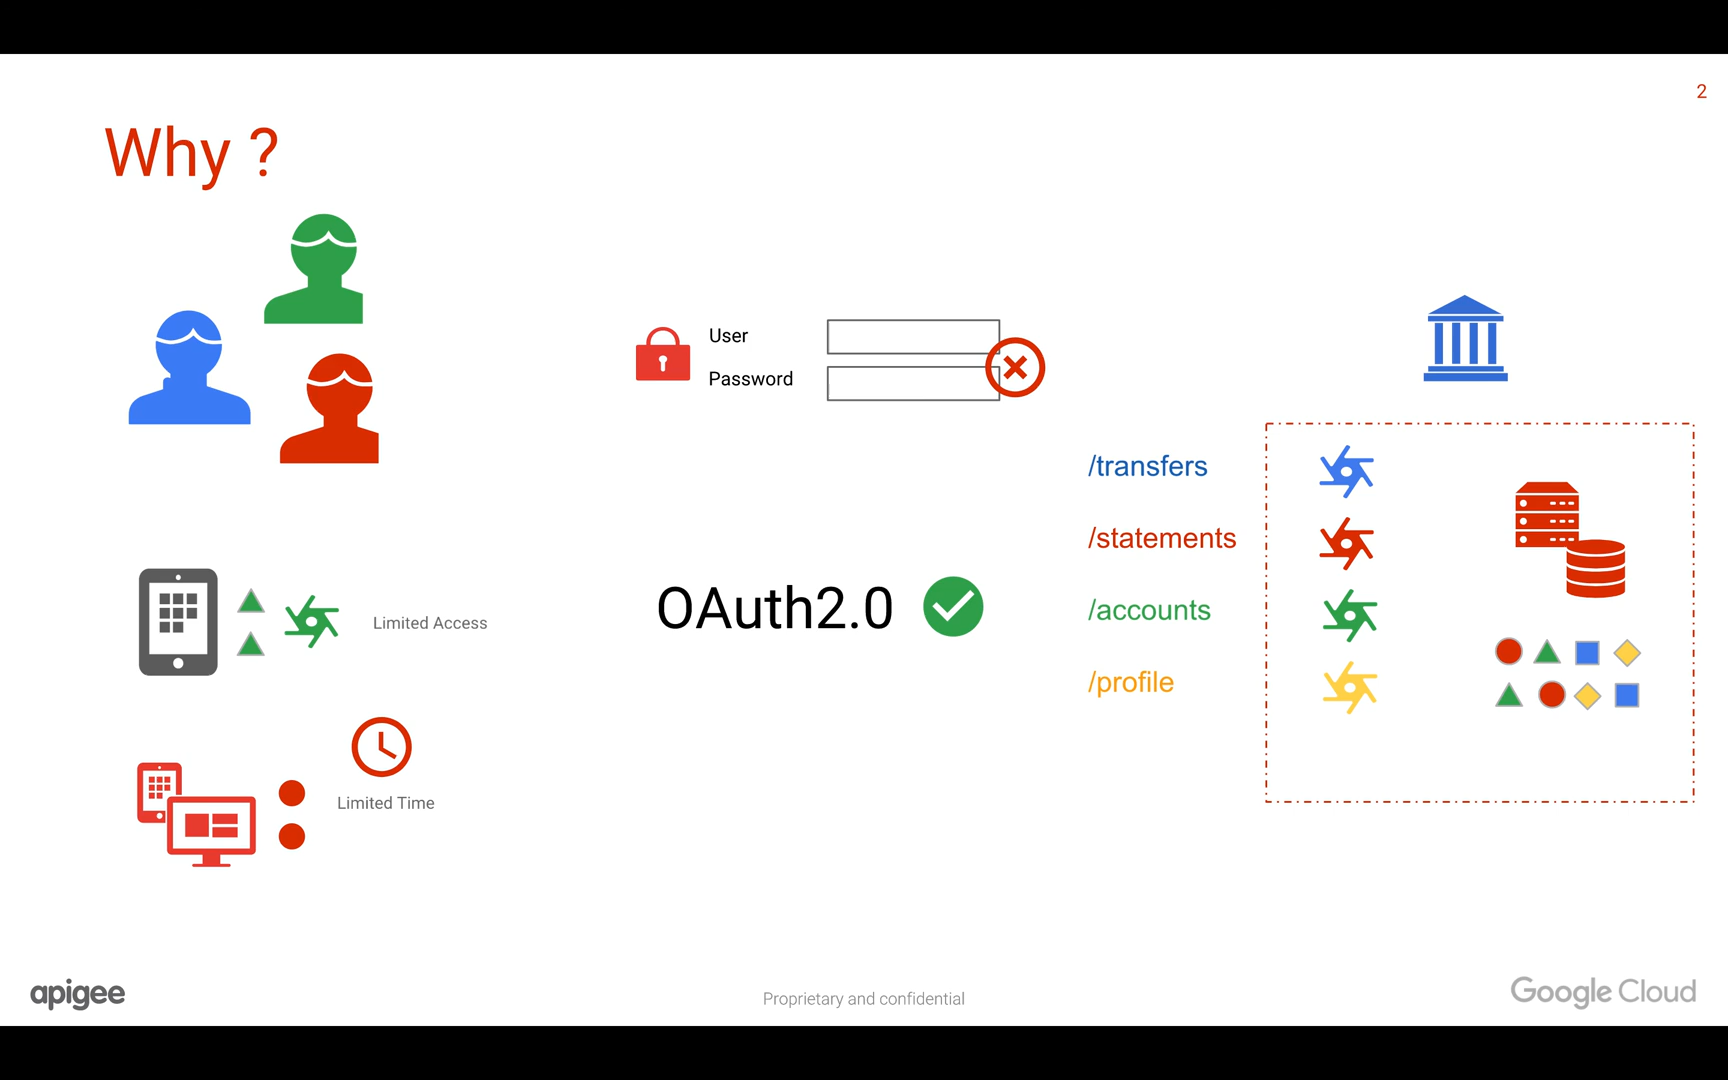 2
Why ?
User
Password
/transfers
/statements
OAuth2.0
/accounts
Limited Access
/profile
Limited Time
apigee
Proprietary and confidential
Google Cloud